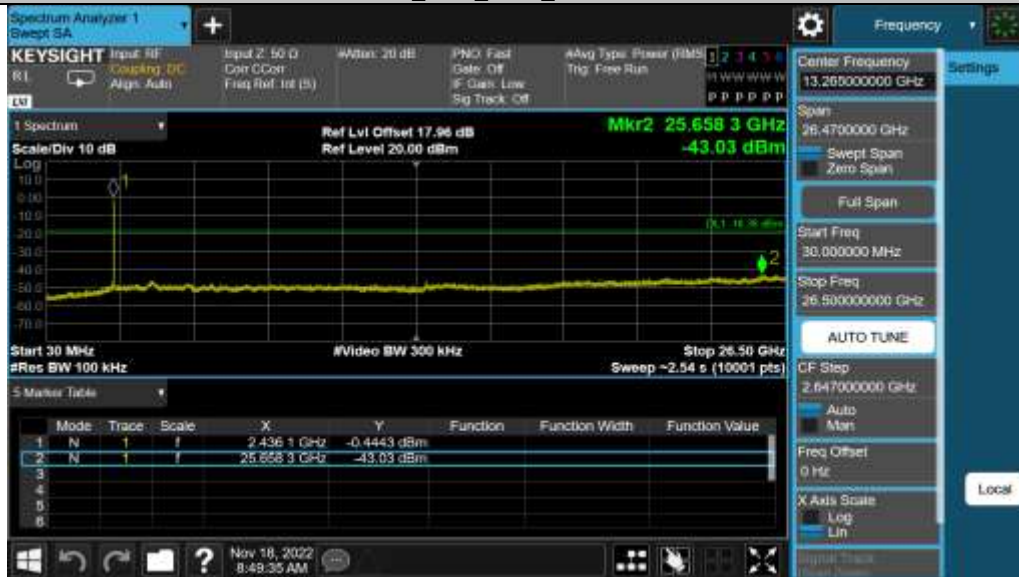 Spectrum Analyzer 1
Swept SA
Frequency
KEYSIGHT
Input: RF
Coupling: DC
Align: Auto
Input Z: 50 Ω
Corr CCorr
Freq Ref: Int (S)
#Atten: 20 dB
PNO: Fast
Gate: Off
IF Gain: Low
Sig Track: Off
#Avg Type: Power (RMS)
Trig: Free Run
1 2 3 4 5 6
M W W W W W
P P P P P P
RL
LXI
1 Spectrum
Scale/Div 10 dB
Ref Lvl Offset 17.96 dB
Ref Level 20.00 dBm
Mkr2 25.658 3 GHz
-43.03 dBm
Log
10.0
0.00
-10.0
-30.0
-40.0
-50.0
-60.0
-70.0
1
2
Start 30 MHz
#Video BW 300 kHz
Stop 26.50 GHz
#Res BW 100 kHz
Sweep ~2.54 s (10001 pts)
5 Marker Table
Mode Trace Scale X Y Function Function Width Function Value
1 N 1 f 2.436 1 GHz -0.4443 dBm
2 N 1 f 25.658 3 GHz -43.03 dBm
3
4
5
6
Nov 18, 2022
8:49:35 AM
Center Frequency
13.265000000 GHz
Settings
Span
26.4700000 GHz
Swept Span
Zero Span
Full Span
Start Freq
30.000000 MHz
Stop Freq
26.500000000 GHz
AUTO TUNE
CF Step
2.647000000 GHz
Auto
Man
Freq Offset
0 Hz
X Axis Scale
Log
Lin
Local
Signal Track